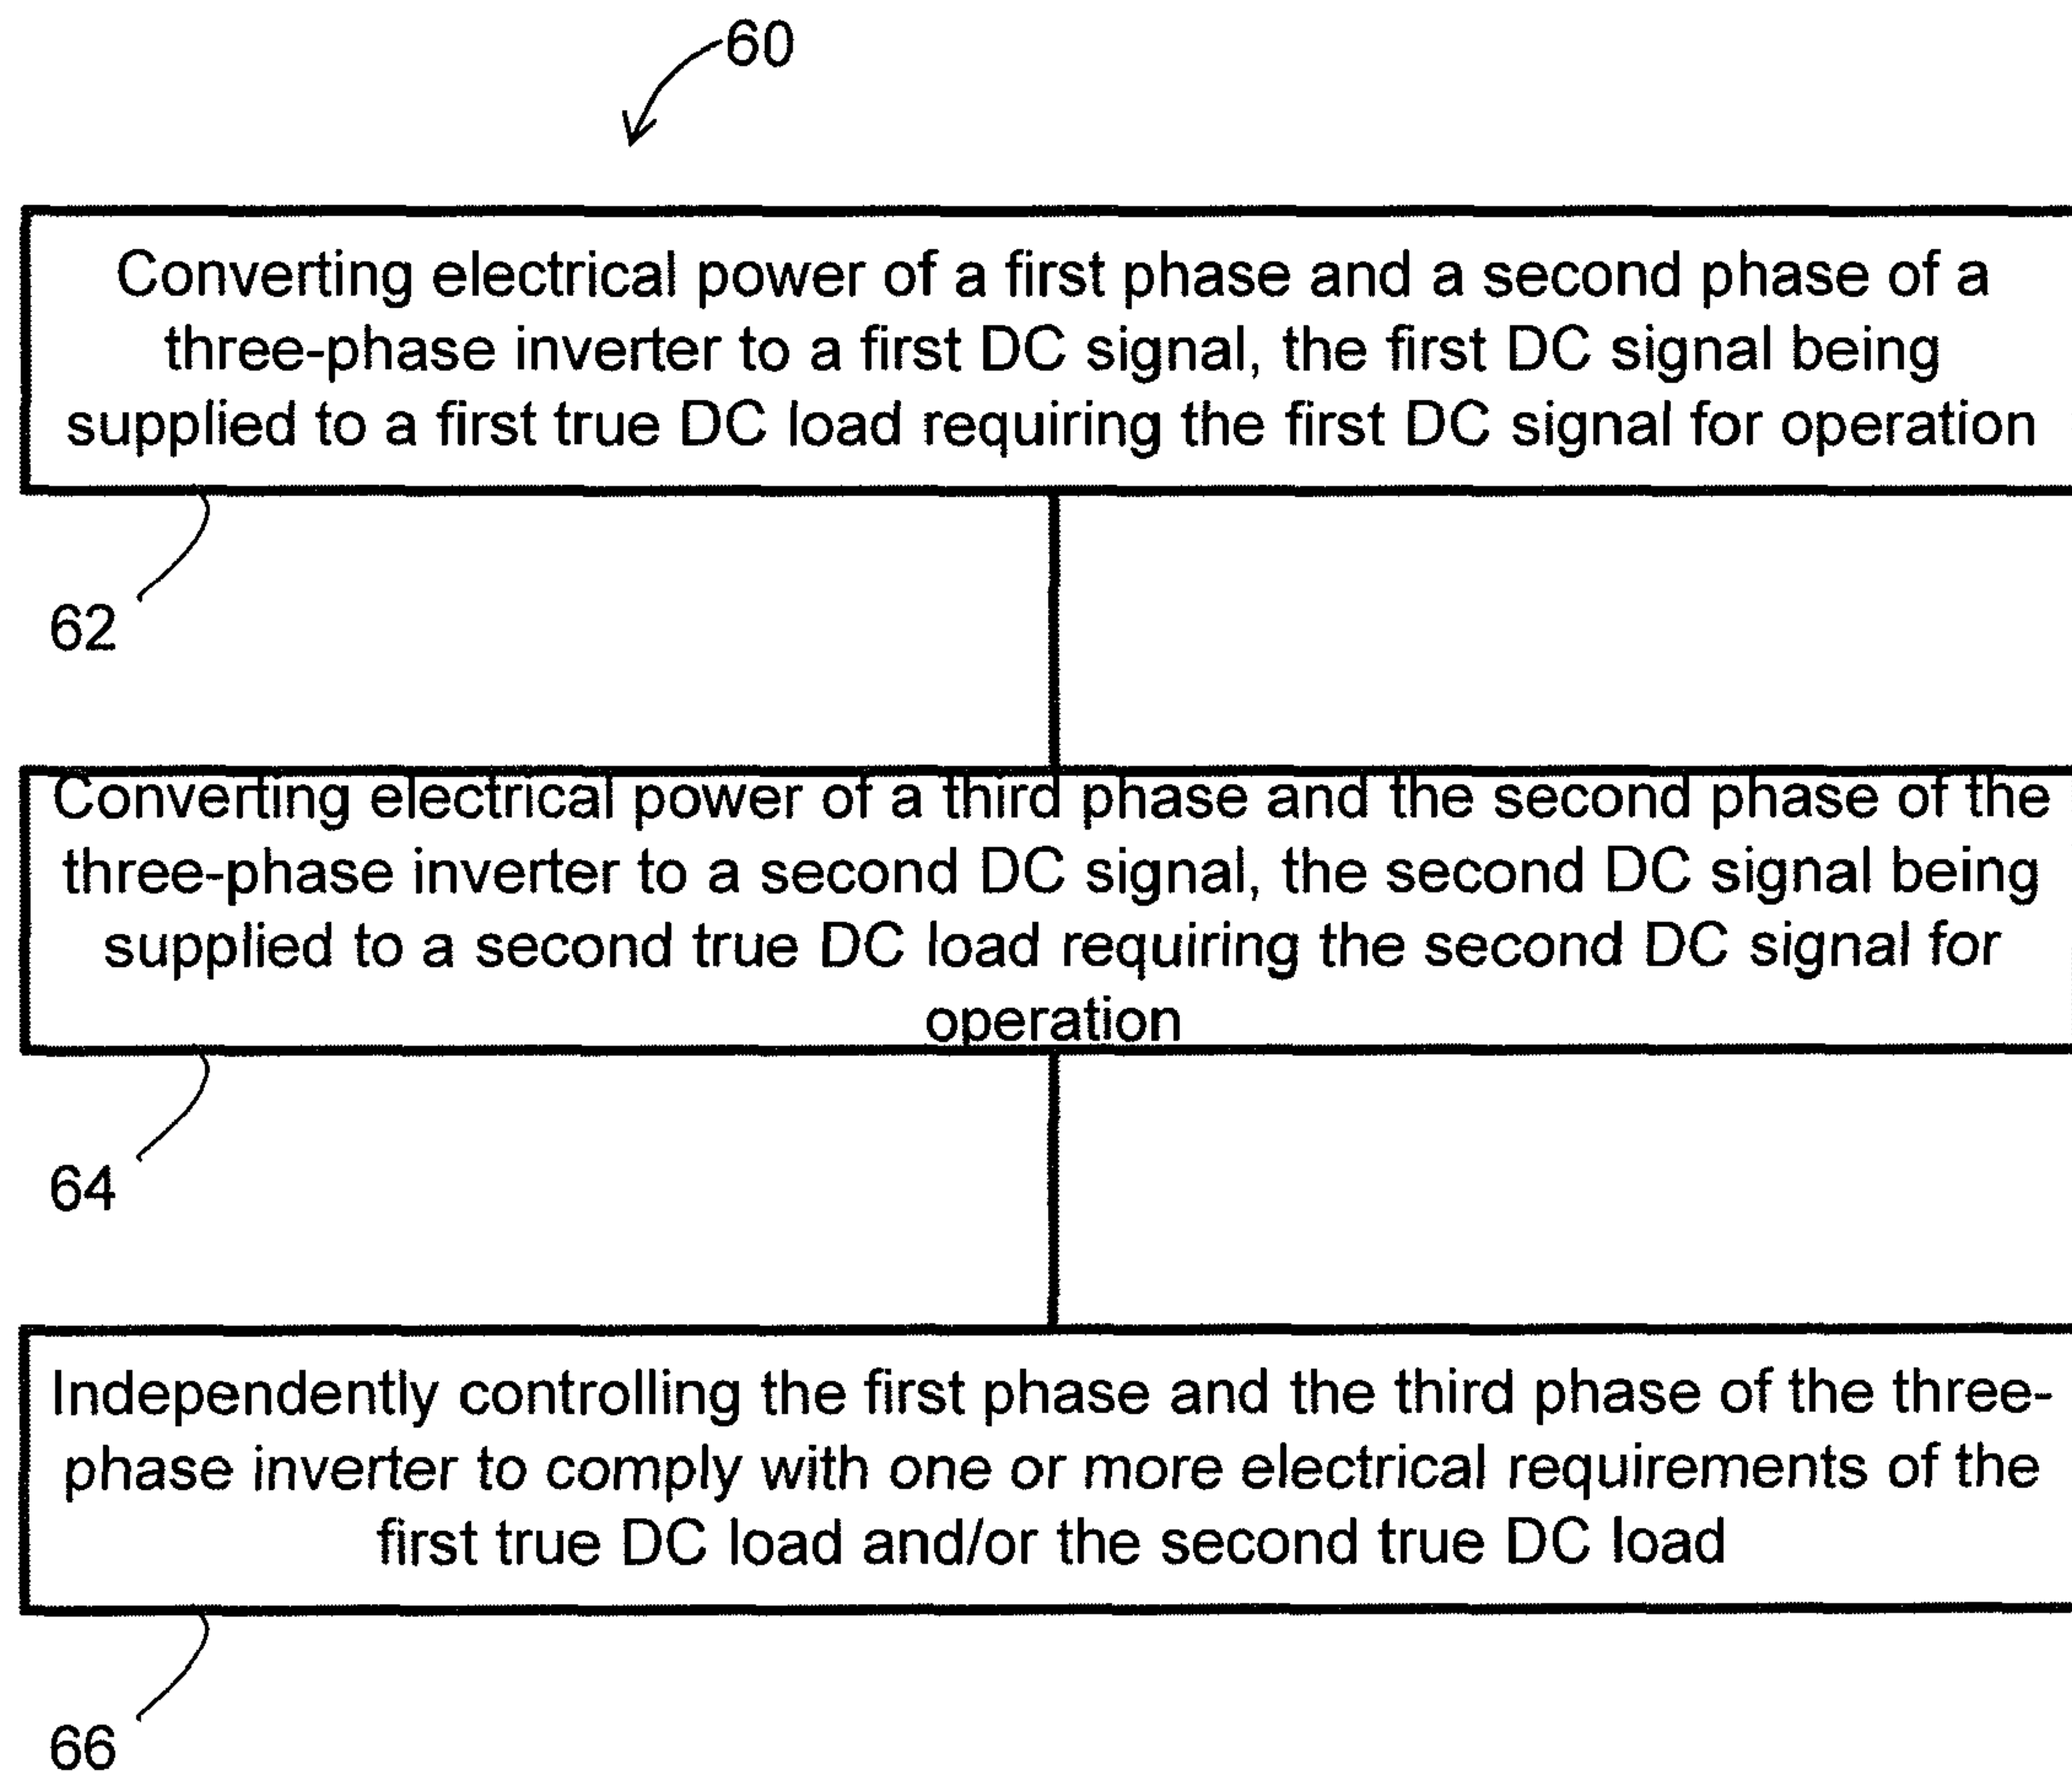 60
Converting electrical power of a first phase and a second phase of a
three-phase inverter to a first DC signal, the first DC signal being
supplied to a first true DC load requiring the first DC signal for operation
62
Converting electrical power of a third phase and the second phase of the
three-phase inverter to a second DC signal, the second DC signal being
supplied to a second true DC load requiring the second DC signal for
operation
64
Independently controlling the first phase and the third phase of the three-
phase inverter to comply with one or more electrical requirements of the
first true DC load and/or the second true DC load
66